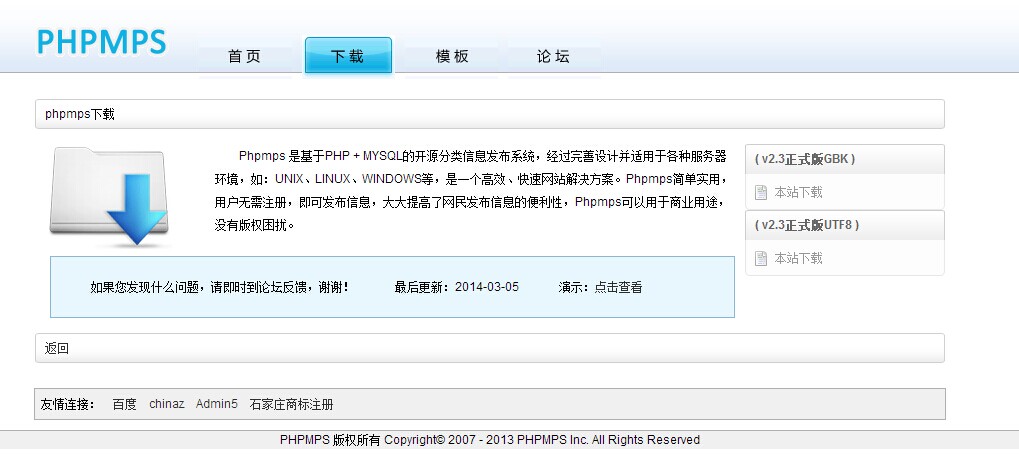 PHPMPS
首页 下载 模板 论坛
phpmps下载
Phpmps 是基于PHP + MYSQL的开源分类信息发布系统，经过完善设计并适用于各种服务器
环境，如：UNIX、LINUX、WINDOWS等，是一个高效、快速网站解决方案。Phpmps简单实用，
用户无需注册，即可发布信息，大大提高了网民发布信息的便利性，Phpmps可以用于商业用途，
没有版权困扰。
( v2.3正式版GBK )
本站下载
( v2.3正式版UTF8 )
本站下载
如果您发现什么问题，请即时到论坛反馈，谢谢! 最后更新：2014-03-05 演示：点击查看
返回
友情连接： 百度 chinaz Admin5 石家庄商标注册
PHPMPS 版权所有 Copyright© 2007 - 2013 PHPMPS Inc. All Rights Reserved